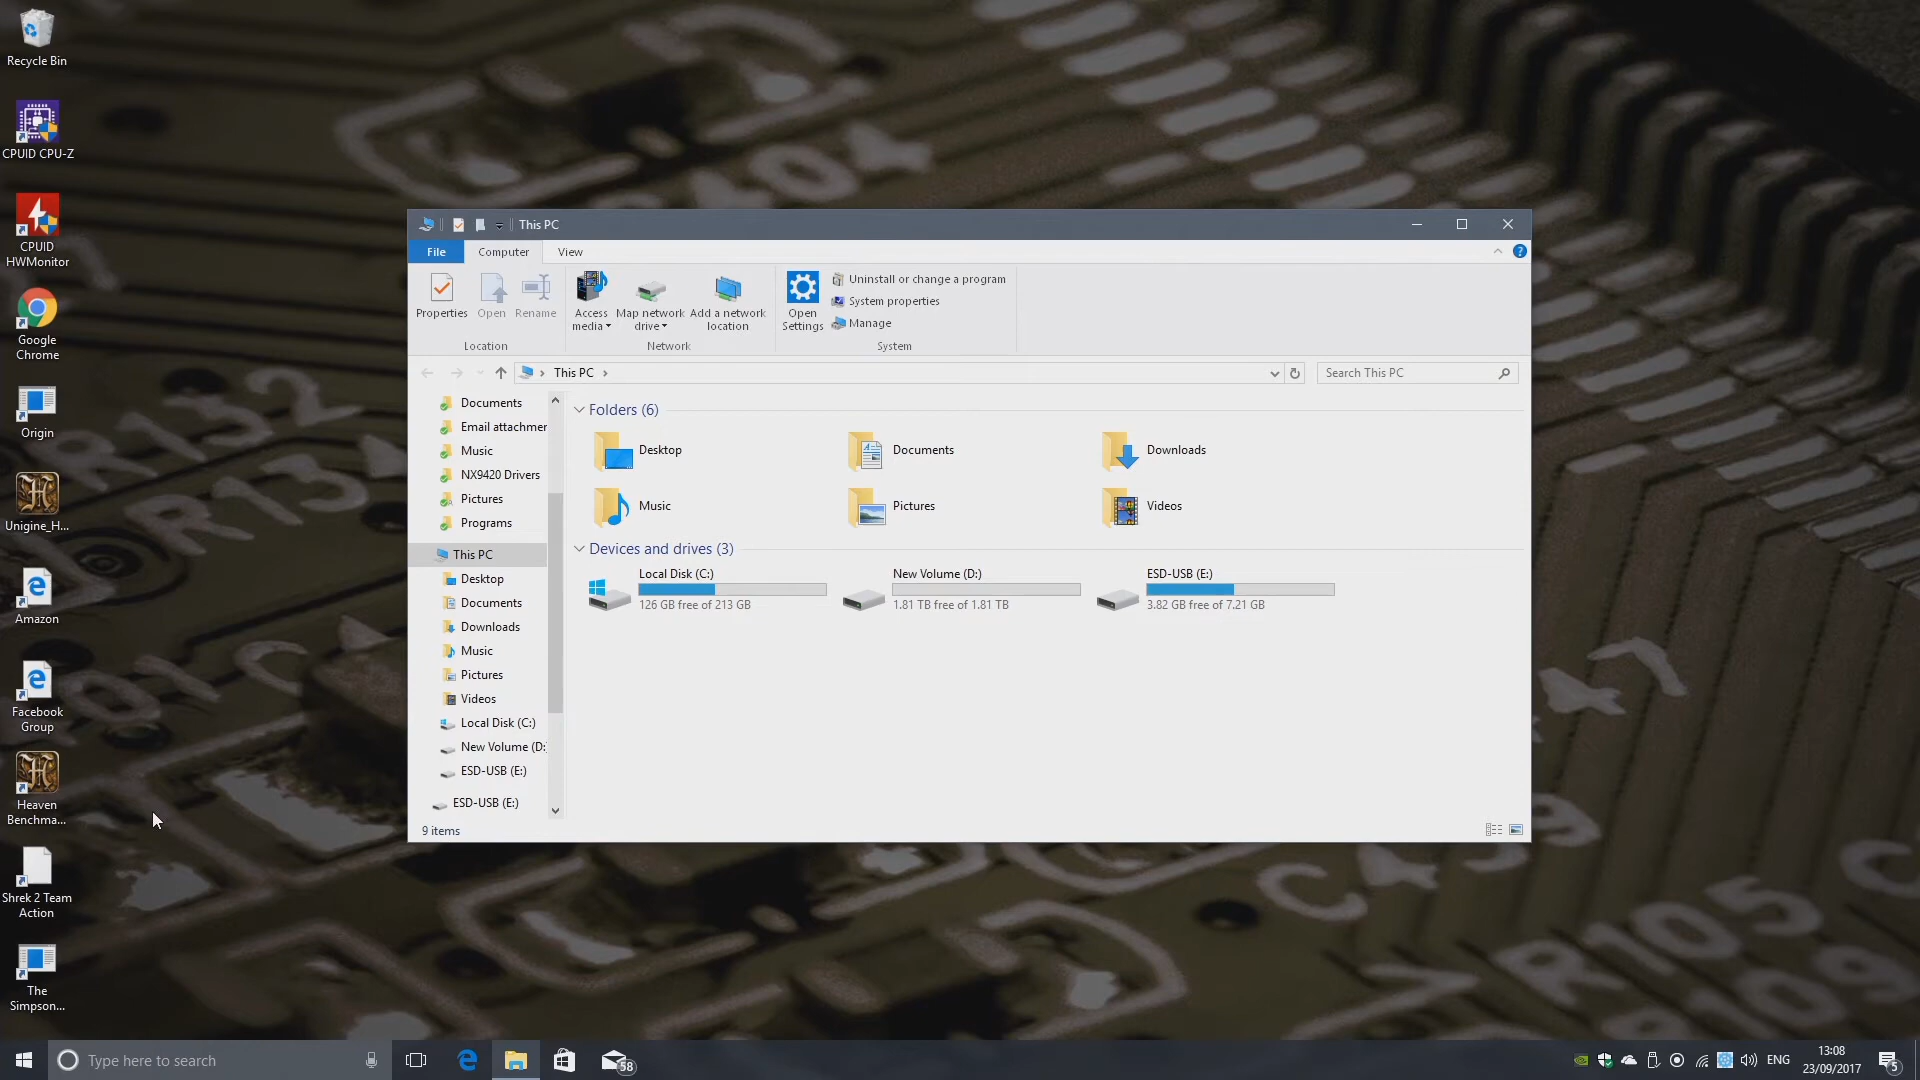 Recycle Bin
CPUID CPU-Z
CPUID
HWMonitor
Google
Chrome
Origin
Unigine_H...
Amazon
Facebook
Group
Heaven
Benchma...
Shrek 2 Team
Action
The
Simpson...
This PC
File
Computer
View
Properties
Open
Rename
Location
Access
media
Map network
drive
Add a network
location
Network
Open
Settings
Uninstall or change a program
System properties
Manage
System
This PC
Search This PC
Documents
Email attachmer
Music
NX9420 Drivers
Pictures
Programs
This PC
Desktop
Documents
Downloads
Music
Pictures
Videos
Local Disk (C:)
New Volume (D:)
ESD-USB (E:)
ESD-USB (E:)
Folders (6)
Desktop
Documents
Downloads
Music
Pictures
Videos
Devices and drives (3)
Local Disk (C:)
126 GB free of 213 GB
New Volume (D:)
1.81 TB free of 1.81 TB
ESD-USB (E:)
3.82 GB free of 7.21 GB
9 items
R132
R131
C439
R105
Type here to search
58
ENG
13:08
23/09/2017
5